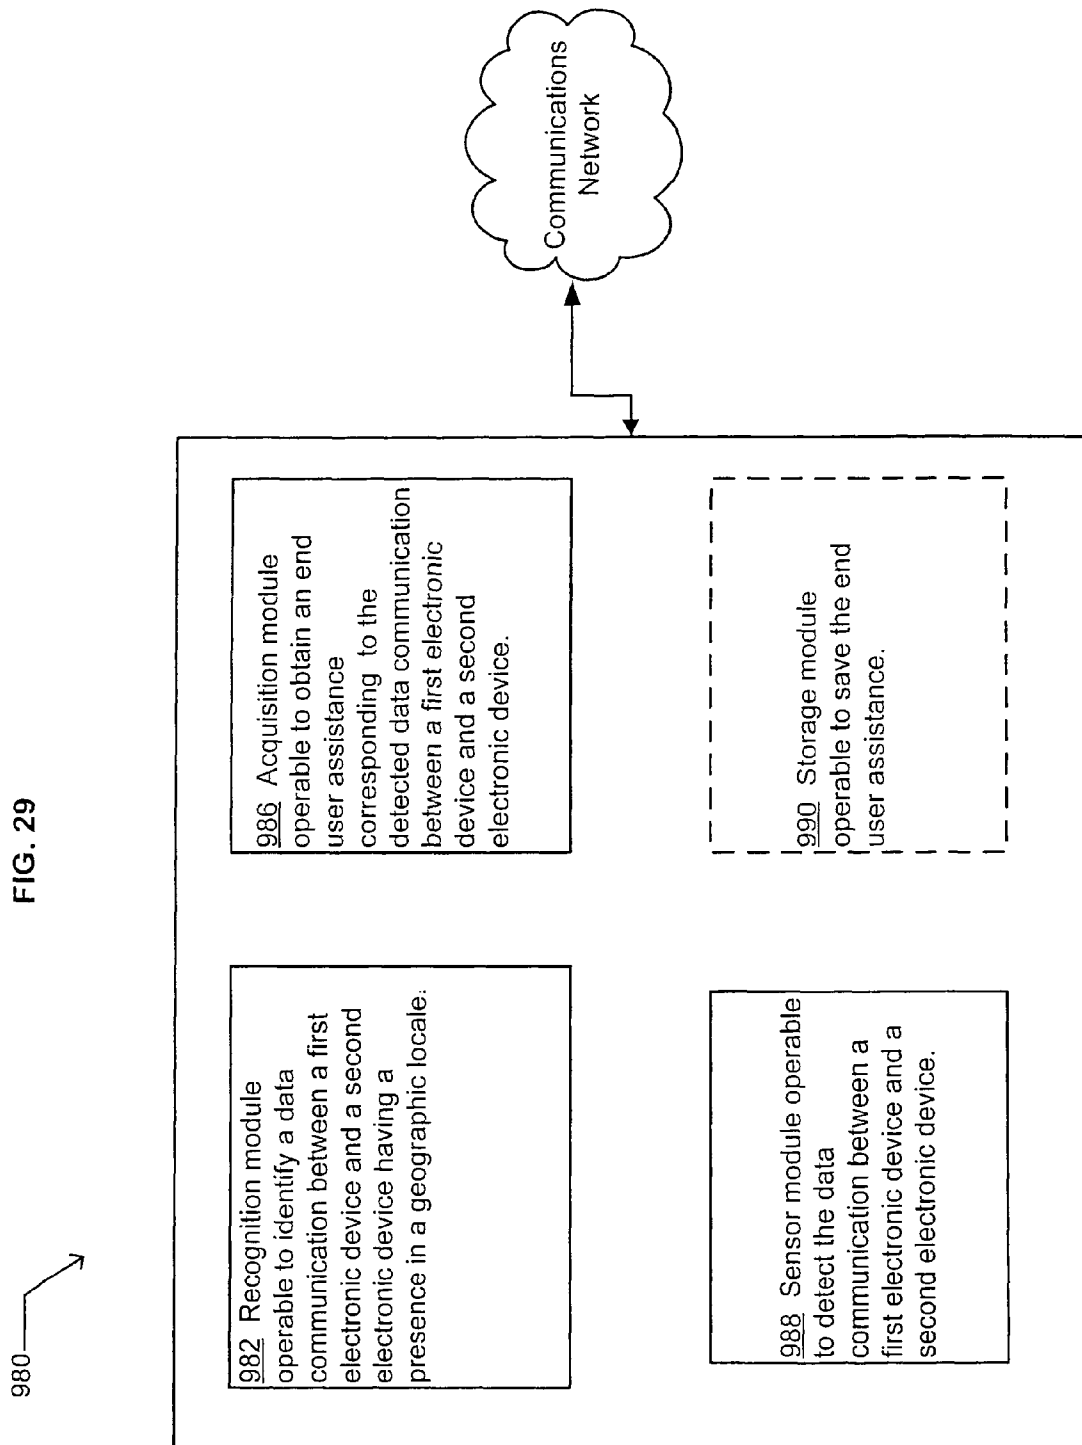 FIG. 29
980
982 Recognition module
operable to identify a data
communication between a first
electronic device and a second
electronic device having a
presence in a geographic locale.
986 Acquisition module
operable to obtain an end
user assistance
corresponding to the
detected data communication
between a first electronic
device and a second
electronic device.
988 Sensor module operable
to detect the data
communication between a
first electronic device and a
second electronic device.
990 Storage module
operable to save the end
user assistance.
Communications
Network